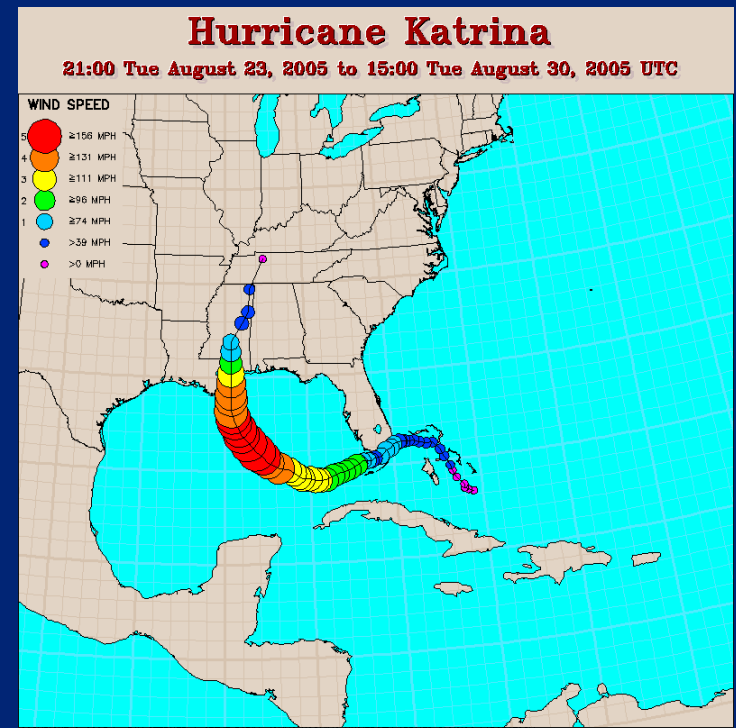 Hurricane Katrina
21:00 Tue August 23, 2005 to 15:00 Tue August 30, 2005 UTC
WIND SPEED
5 ≥156 MPH
4 ≥131 MPH
3 ≥111 MPH
2 ≥96 MPH
1 ≥74 MPH
>39 MPH
>0 MPH